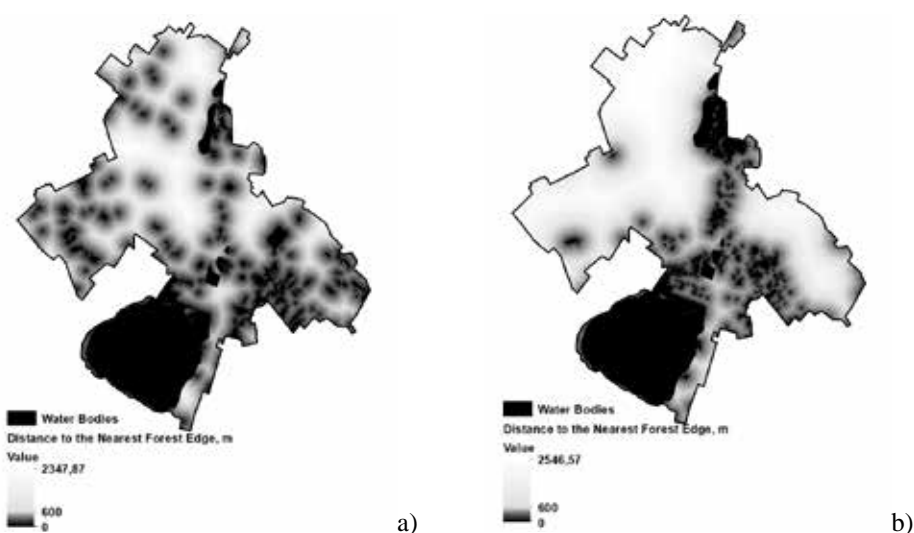 Water Bodies
Distance to the Nearest Forest Edge, m
Value
2347,87
600
0
a)
Water Bodies
Distance to the Nearest Forest Edge, m
Value
2546,57
600
0
b)